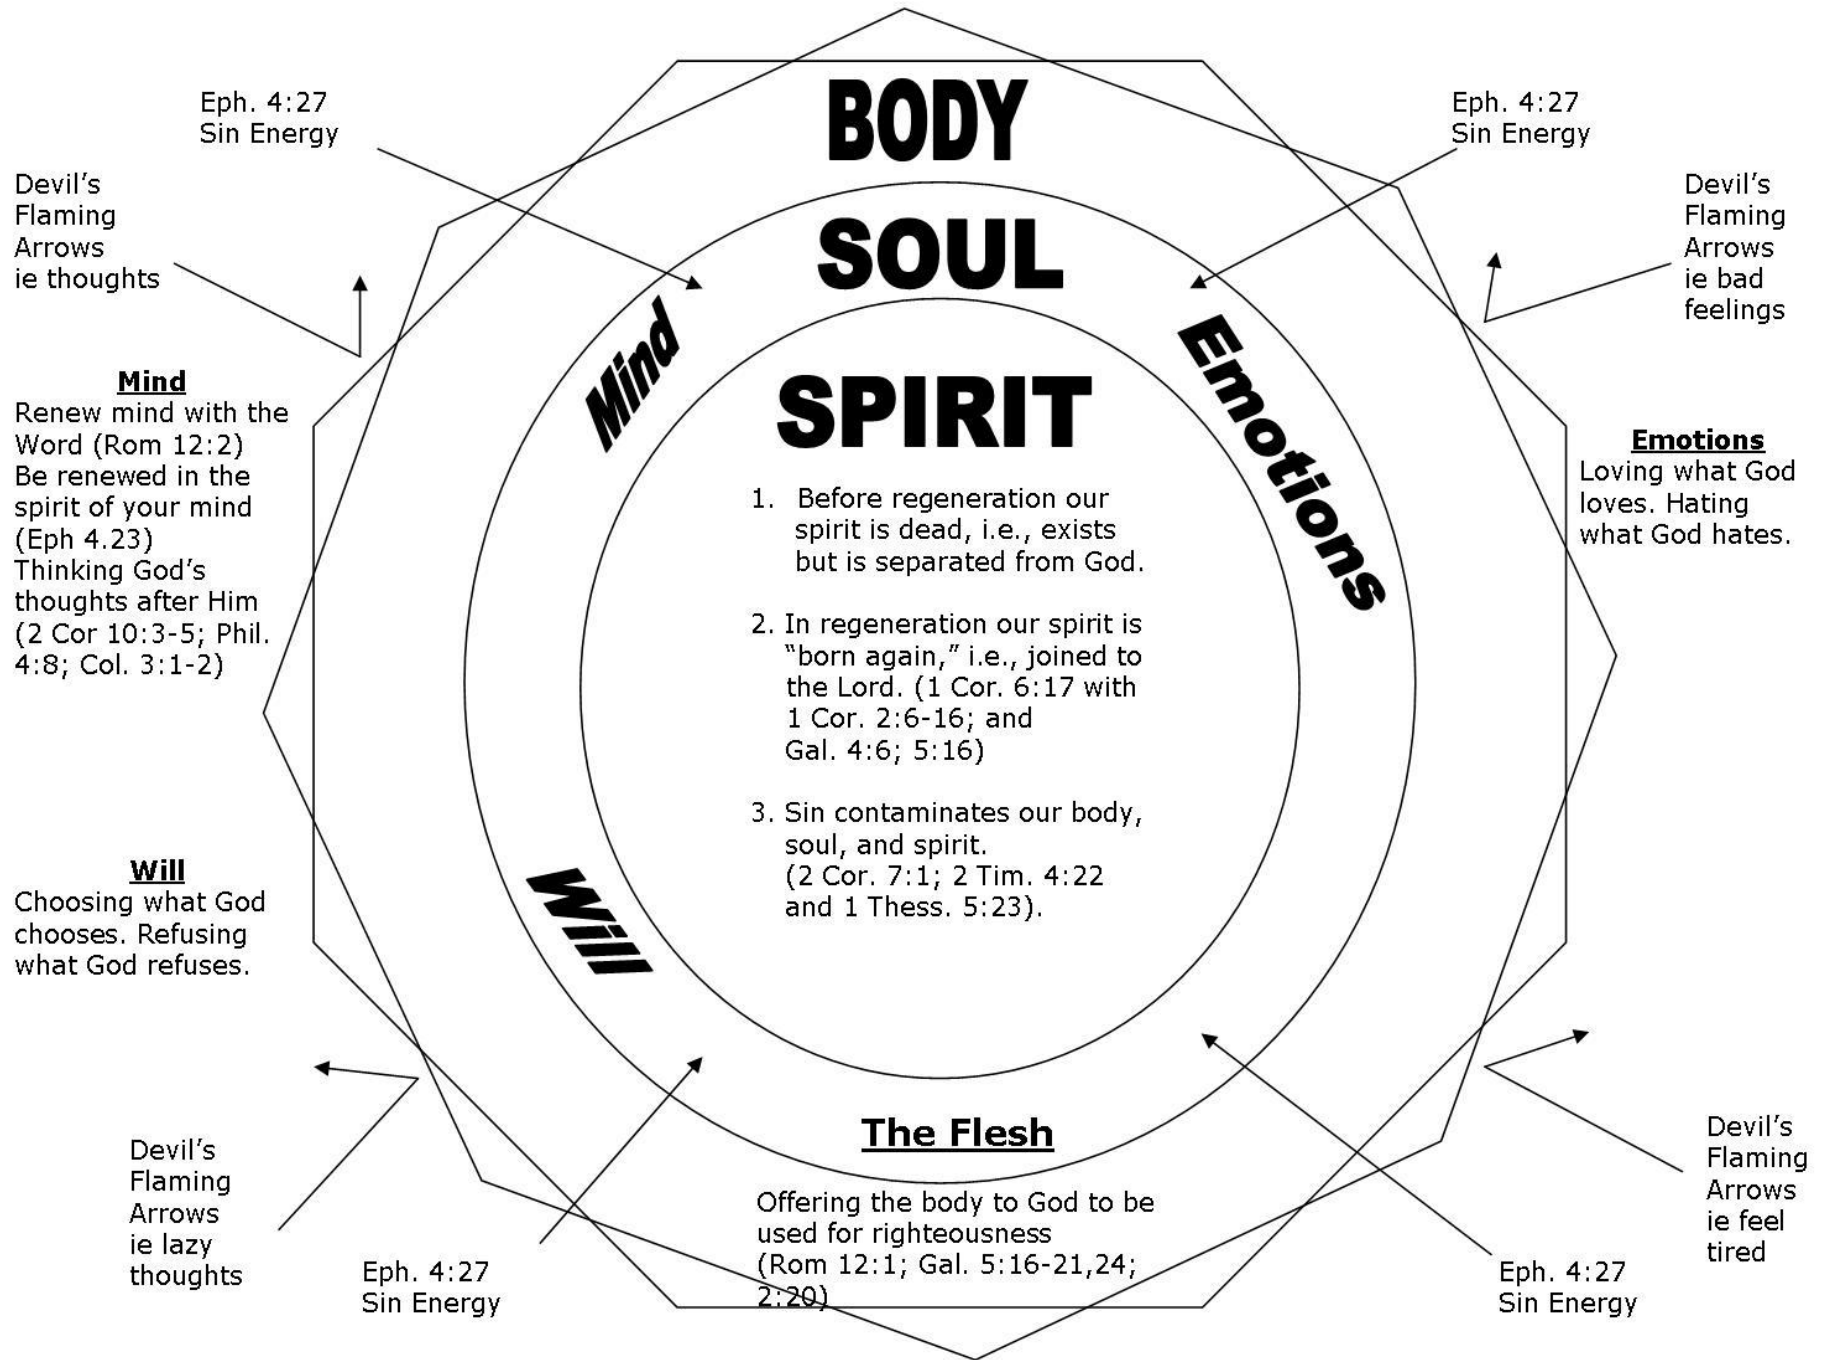 BODY
SOUL
SPIRIT
Eph. 4:27
Sin Energy
Eph. 4:27
Sin Energy
Devil’s
Flaming
Arrows
ie thoughts
Devil’s
Flaming
Arrows
ie bad
feelings
Mind
Emotions
Will
Mind
Renew mind with the
Word (Rom 12:2)
Be renewed in the
spirit of your mind
(Eph 4.23)
Thinking God’s
thoughts after Him
(2 Cor 10:3-5; Phil.
4:8; Col. 3:1-2)
1. Before regeneration our
spirit is dead, i.e., exists
but is separated from God.
2. In regeneration our spirit is
“born again,” i.e., joined to
the Lord. (1 Cor. 6:17 with
1 Cor. 2:6-16; and
Gal. 4:6; 5:16)
3. Sin contaminates our body,
soul, and spirit.
(2 Cor. 7:1; 2 Tim. 4:22
and 1 Thess. 5:23).
Emotions
Loving what God
loves. Hating
what God hates.
Will
Choosing what God
chooses. Refusing
what God refuses.
The Flesh
Offering the body to God to be
used for righteousness
(Rom 12:1; Gal. 5:16-21,24;
2:20)
Devil’s
Flaming
Arrows
ie lazy
thoughts
Eph. 4:27
Sin Energy
Devil’s
Flaming
Arrows
ie feel
tired
Eph. 4:27
Sin Energy